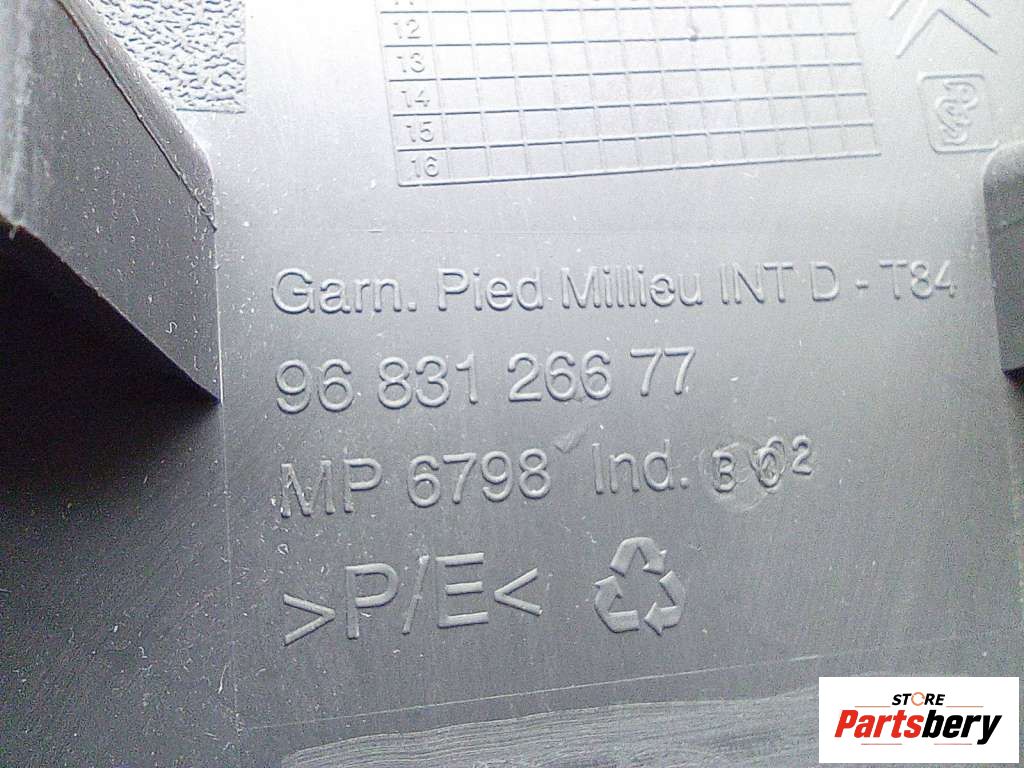 12
13
14
15
16
Garn. Pied Millieu INT D - T84
96 831 266 77
MP 6798 Ind. B 02
>P/E<
STORE
Partsbery